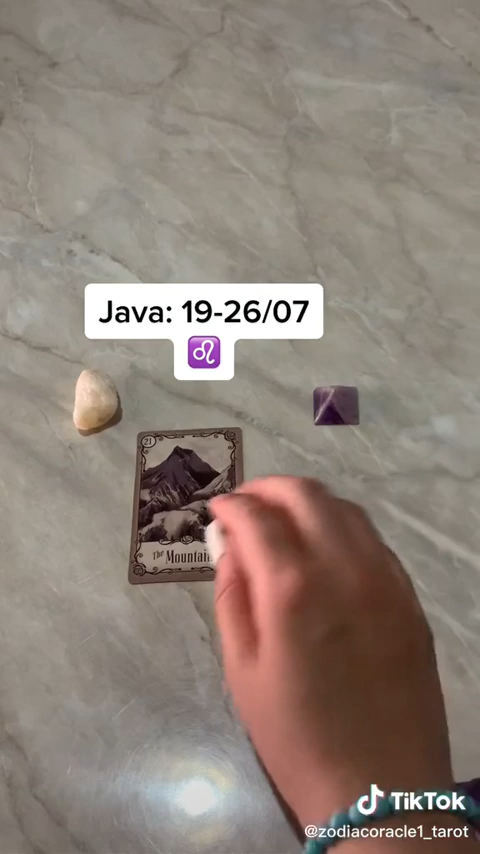 Java: 19-26/07
♌
21
The Mountain
TikTok
@zodiacoracle1_tarot